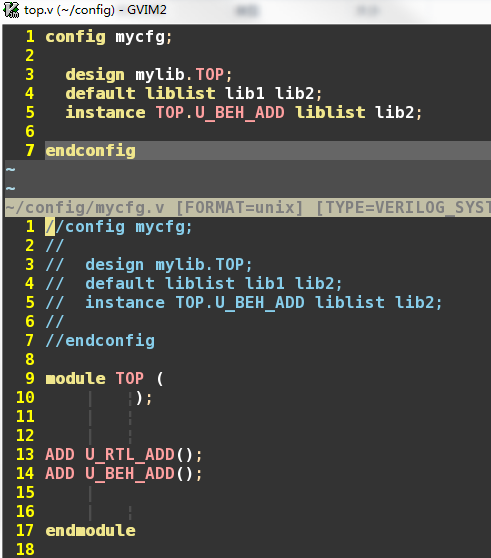 top.v (~/config) - GVIM2
1 config mycfg;
2
3   design mylib.TOP;
4   default liblist lib1 lib2;
5   instance TOP.U_BEH_ADD liblist lib2;
6
7 endconfig
~
~
~/config/mycfg.v [FORMAT=unix] [TYPE=VERILOG_SYST
1 //config mycfg;
2 //
3 //  design mylib.TOP;
4 //  default liblist lib1 lib2;
5 //  instance TOP.U_BEH_ADD liblist lib2;
6 //
7 //endconfig
8
9 module TOP (
10         );
11
12
13 ADD U_RTL_ADD();
14 ADD U_BEH_ADD();
15
16
17 endmodule
18